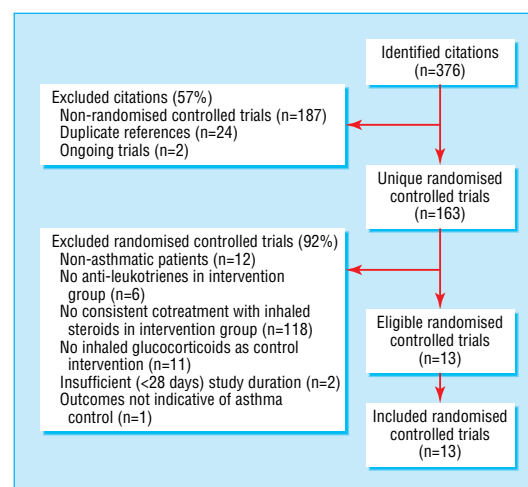 Identified citations
(n=376)
Excluded citations (57%)
Non-randomised controlled trials (n=187)
Duplicate references (n=24)
Ongoing trials (n=2)
Unique randomised
controlled trials
(n=163)
Excluded randomised controlled trials (92%)
Non-asthmatic patients (n=12)
No anti-leukotrienes in intervention
group (n=6)
No consistent cotreatment with inhaled
steroids in intervention group (n=118)
No inhaled glucocorticoids as control
intervention (n=11)
Insufficient (<28 days) study duration (n=2)
Outcomes not indicative of asthma
control (n=1)
Eligible randomised
controlled trials
(n=13)
Included randomised
controlled trials
(n=13)